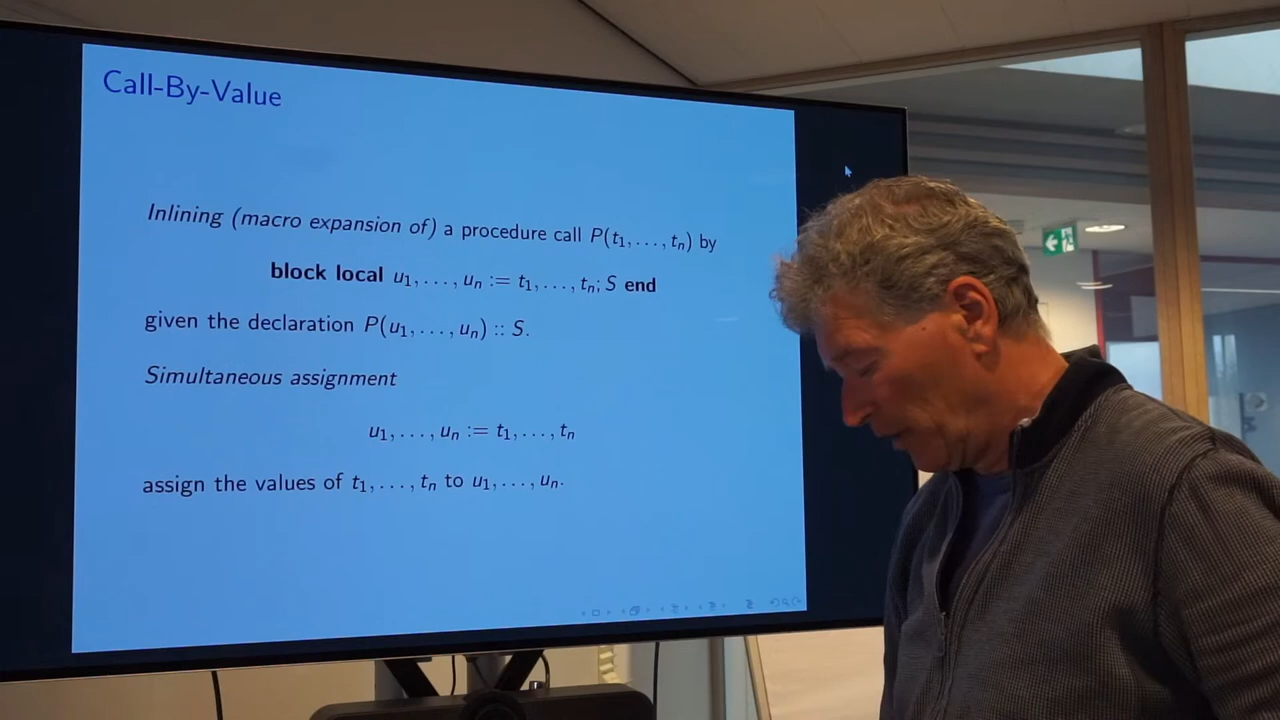 Call-By-Value
Inlining (macro expansion of) a procedure call P(t₁, . . . , tₙ) by
block local u₁, . . . , uₙ := t₁, . . . , tₙ; S end
given the declaration P(u₁, . . . , uₙ) :: S.
Simultaneous assignment
u₁, . . . , uₙ := t₁, . . . , tₙ
assign the values of t₁, . . . , tₙ to u₁, . . . , uₙ.